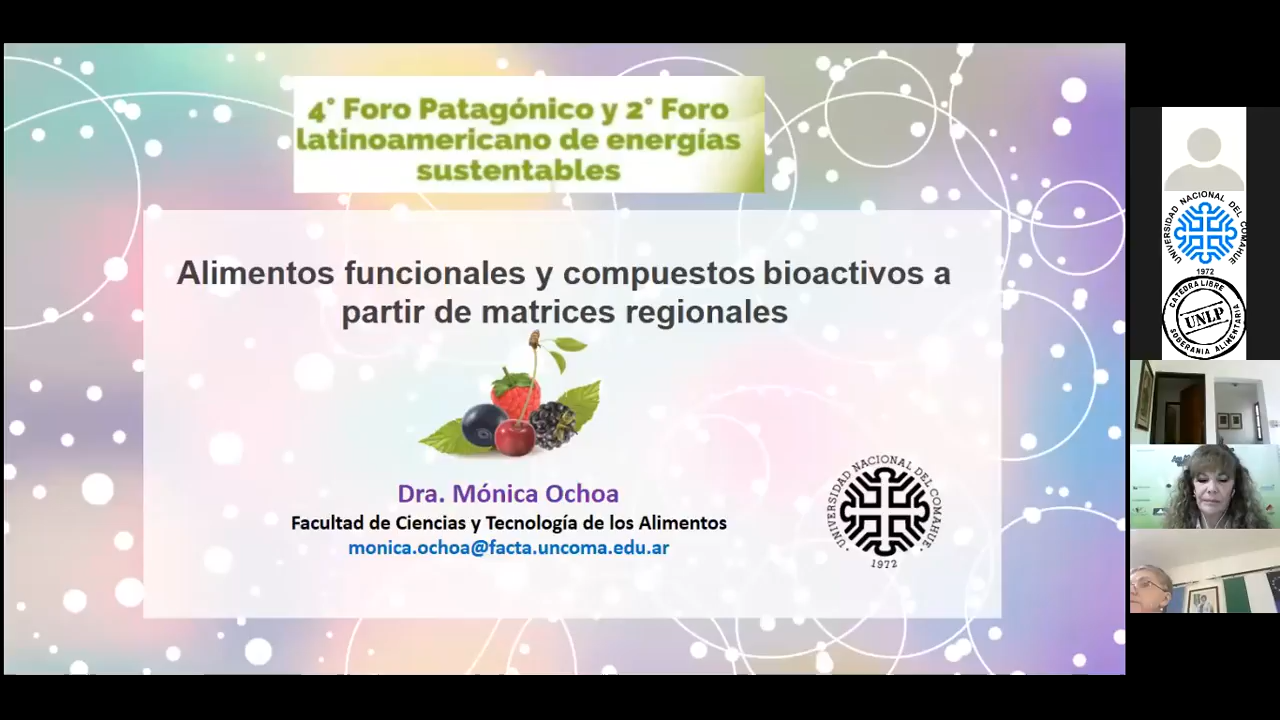 4° Foro Patagónico y 2° Foro
latinoamericano de energías
sustentables
Alimentos funcionales y compuestos bioactivos a
partir de matrices regionales
Dra. Mónica Ochoa
Facultad de Ciencias y Tecnología de los Alimentos
monica.ochoa@facta.uncoma.edu.ar
UNIVERSIDAD NACIONAL DEL COMAHUE
1972
UNIVERSIDAD NACIONAL DEL COMAHUE
1972
CATEDRA LIBRE
UNLP
SOBERANIA ALIMENTARIA